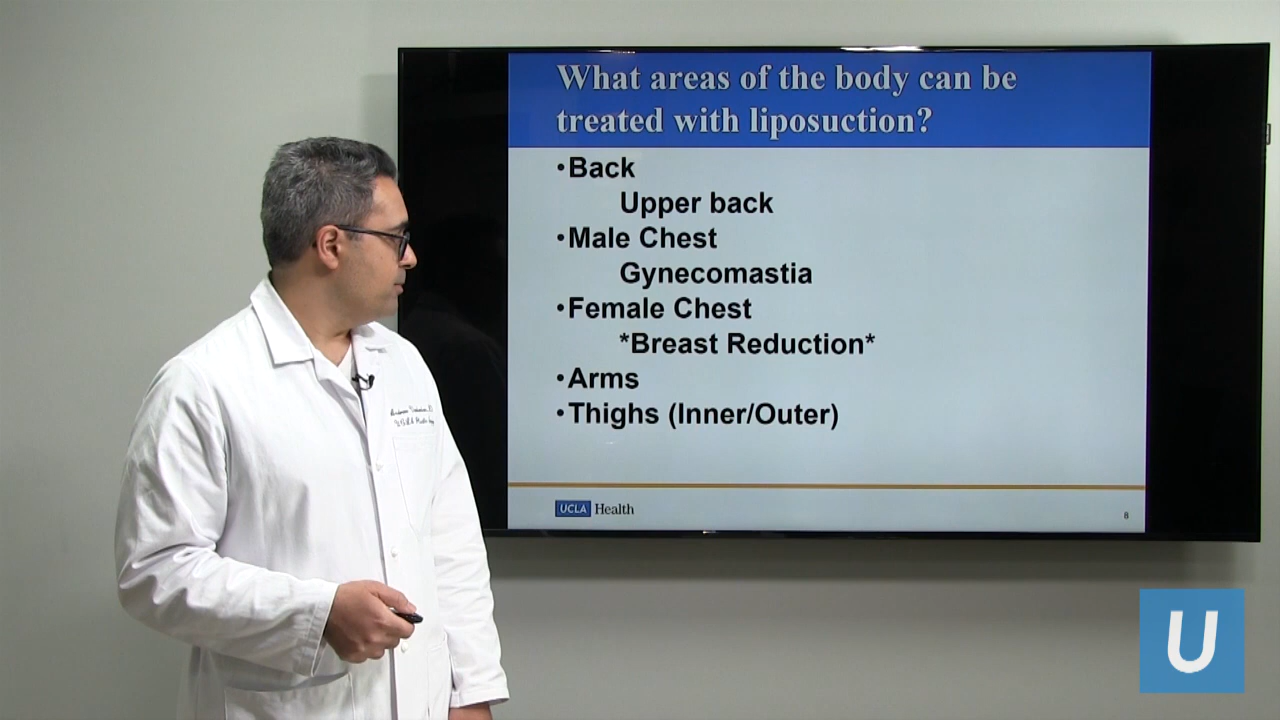 What areas of the body can be
treated with liposuction?
•Back
Upper back
•Male Chest
Gynecomastia
•Female Chest
*Breast Reduction*
•Arms
•Thighs (Inner/Outer)
UCLA Health
8
U